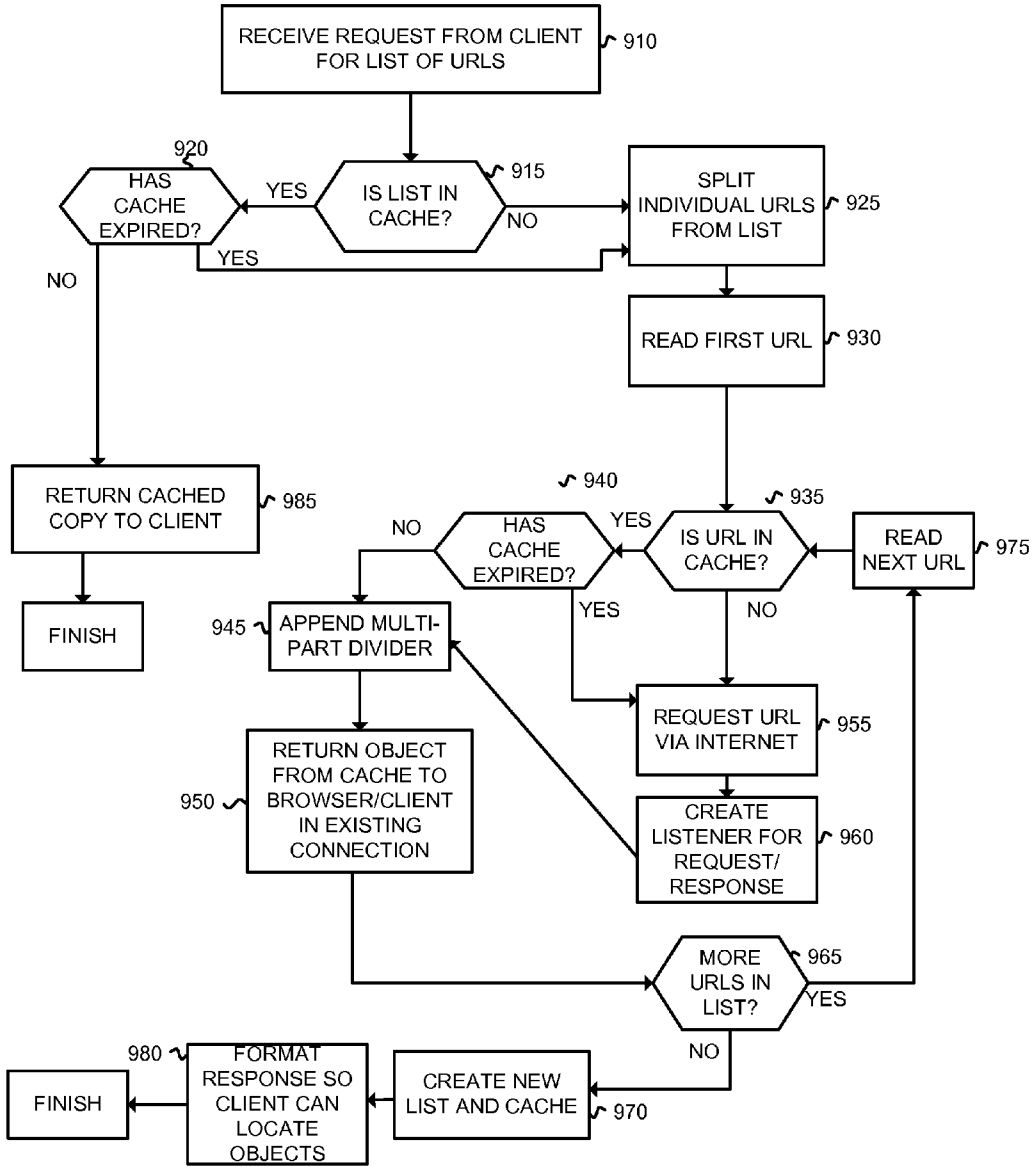 RECEIVE REQUEST FROM CLIENT
FOR LIST OF URLS
910
920
HAS
CACHE
EXPIRED?
YES
IS LIST IN
CACHE?
915
NO
SPLIT
INDIVIDUAL URLS
FROM LIST
925
YES
NO
READ FIRST URL
930
RETURN CACHED
COPY TO CLIENT
985
FINISH
940
935
NO
HAS
CACHE
EXPIRED?
YES
IS URL IN
CACHE?
READ
NEXT URL
975
YES
NO
945
APPEND MULTI-
PART DIVIDER
REQUEST URL
VIA INTERNET
955
950
RETURN OBJECT
FROM CACHE TO
BROWSER/CLIENT
IN EXISTING
CONNECTION
CREATE
LISTENER FOR
REQUEST/
RESPONSE
960
MORE
URLS IN
LIST?
965
YES
NO
980
FORMAT
RESPONSE SO
CLIENT CAN
LOCATE
OBJECTS
CREATE NEW
LIST AND CACHE
970
FINISH